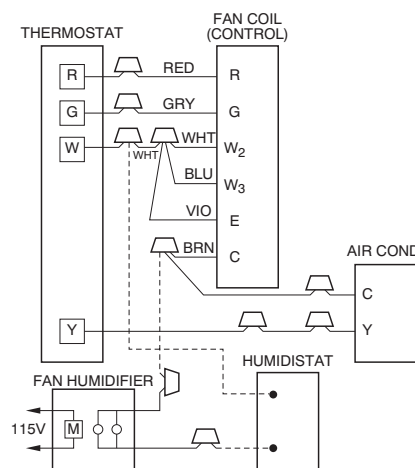 THERMOSTAT
FAN COIL
(CONTROL)
R
RED
R
G
GRY
G
W
WHT
WHT
W2
BLU
W3
VIO
E
BRN
C
AIR COND
C
Y
Y
FAN HUMIDIFIER
HUMIDISTAT
115V
M